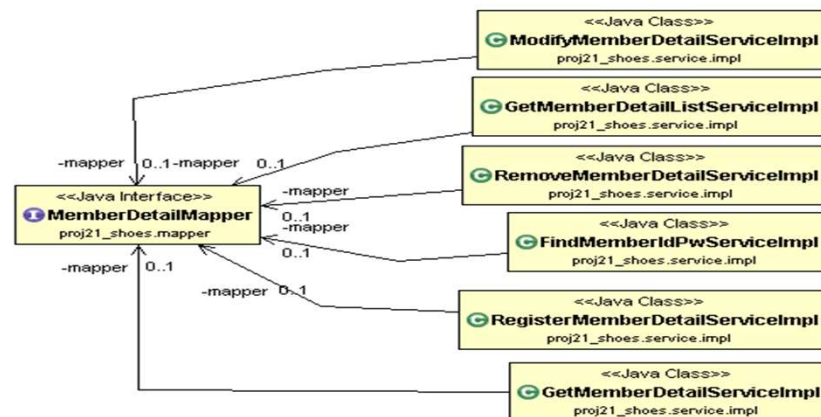 <<Java Class>>
ModifyMemberDetailServiceImpl
proj21_shoes.service.impl
<<Java Class>>
GetMemberDetailListServiceImpl
proj21_shoes.service.impl
<<Java Class>>
RemoveMemberDetailServiceImpl
proj21_shoes.service.impl
<<Java Class>>
FindMemberIdPwServiceImpl
proj21_shoes.service.impl
<<Java Class>>
RegisterMemberDetailServiceImpl
proj21_shoes.service.impl
<<Java Class>>
GetMemberDetailServiceImpl
proj21_shoes.service.impl
-mapper 0..1
-mapper 0..1
-mapper
0..1
-mapper
0..1
-mapper 0..1
-mapper 0..1
<<Java Interface>>
MemberDetailMapper
proj21_shoes.mapper